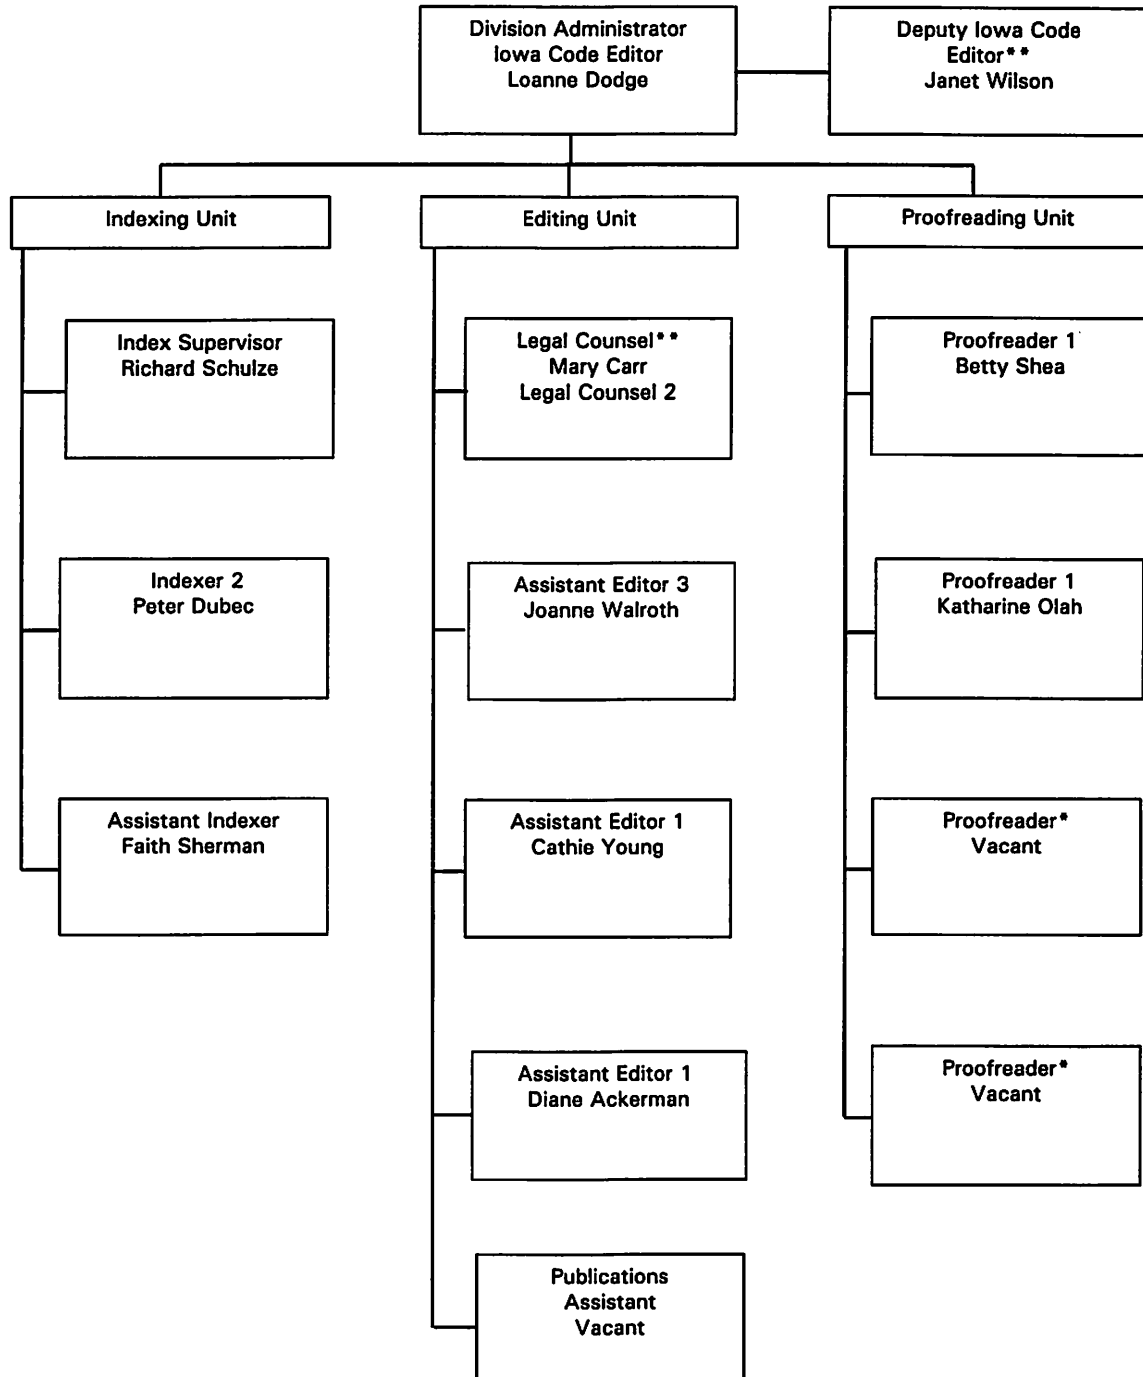 Division Administrator
Iowa Code Editor
Loanne Dodge
Deputy Iowa Code
Editor**
Janet Wilson
Indexing Unit
Editing Unit
Proofreading Unit
Index Supervisor
Richard Schulze
Legal Counsel**
Mary Carr
Legal Counsel 2
Proofreader 1
Betty Shea
Indexer 2
Peter Dubec
Assistant Editor 3
Joanne Walroth
Proofreader 1
Katharine Olah
Assistant Indexer
Faith Sherman
Assistant Editor 1
Cathie Young
Proofreader*
Vacant
Assistant Editor 1
Diane Ackerman
Proofreader*
Vacant
Publications
Assistant
Vacant